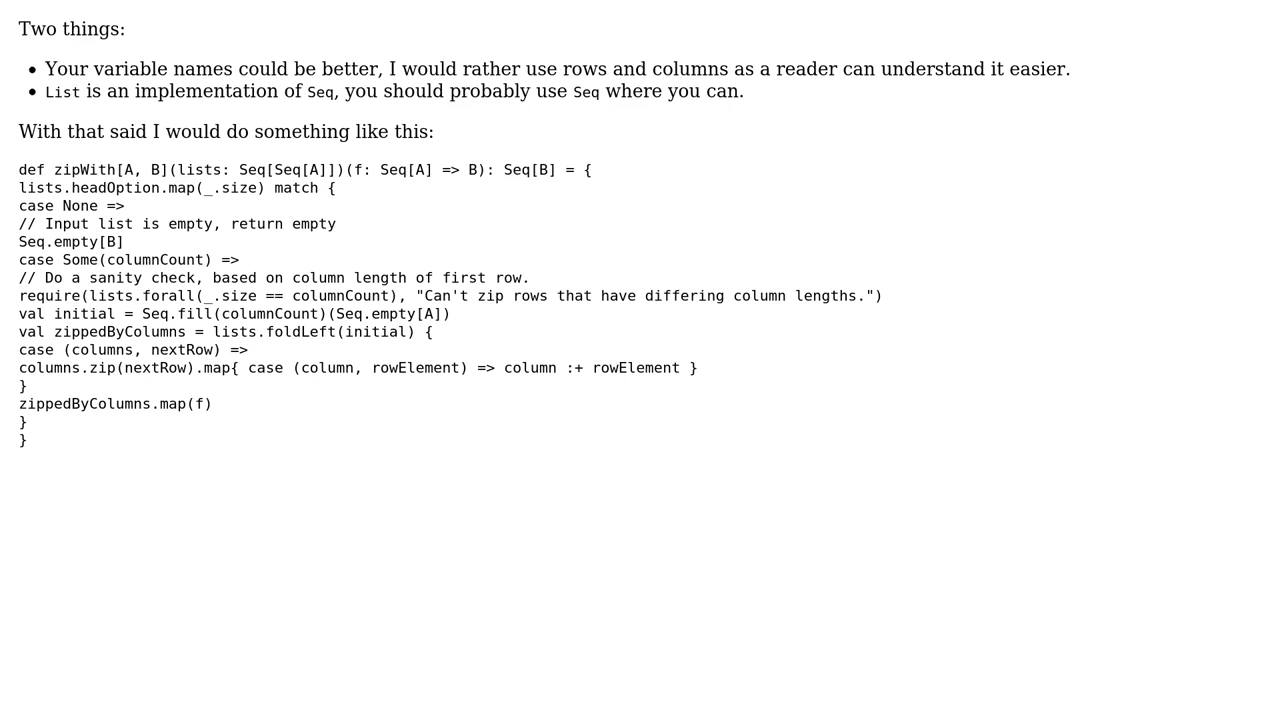 Two things:
• Your variable names could be better, I would rather use rows and columns as a reader can understand it easier.
• List is an implementation of Seq, you should probably use Seq where you can.
With that said I would do something like this:
def zipWith[A, B](lists: Seq[Seq[A]])(f: Seq[A] => B): Seq[B] = {
lists.headOption.map(_.size) match {
case None =>
// Input list is empty, return empty
Seq.empty[B]
case Some(columnCount) =>
// Do a sanity check, based on column length of first row.
require(lists.forall(_.size == columnCount), "Can't zip rows that have differing column lengths.")
val initial = Seq.fill(columnCount)(Seq.empty[A])
val zippedByColumns = lists.foldLeft(initial) {
case (columns, nextRow) =>
columns.zip(nextRow).map{ case (column, rowElement) => column :+ rowElement }
}
zippedByColumns.map(f)
}
}